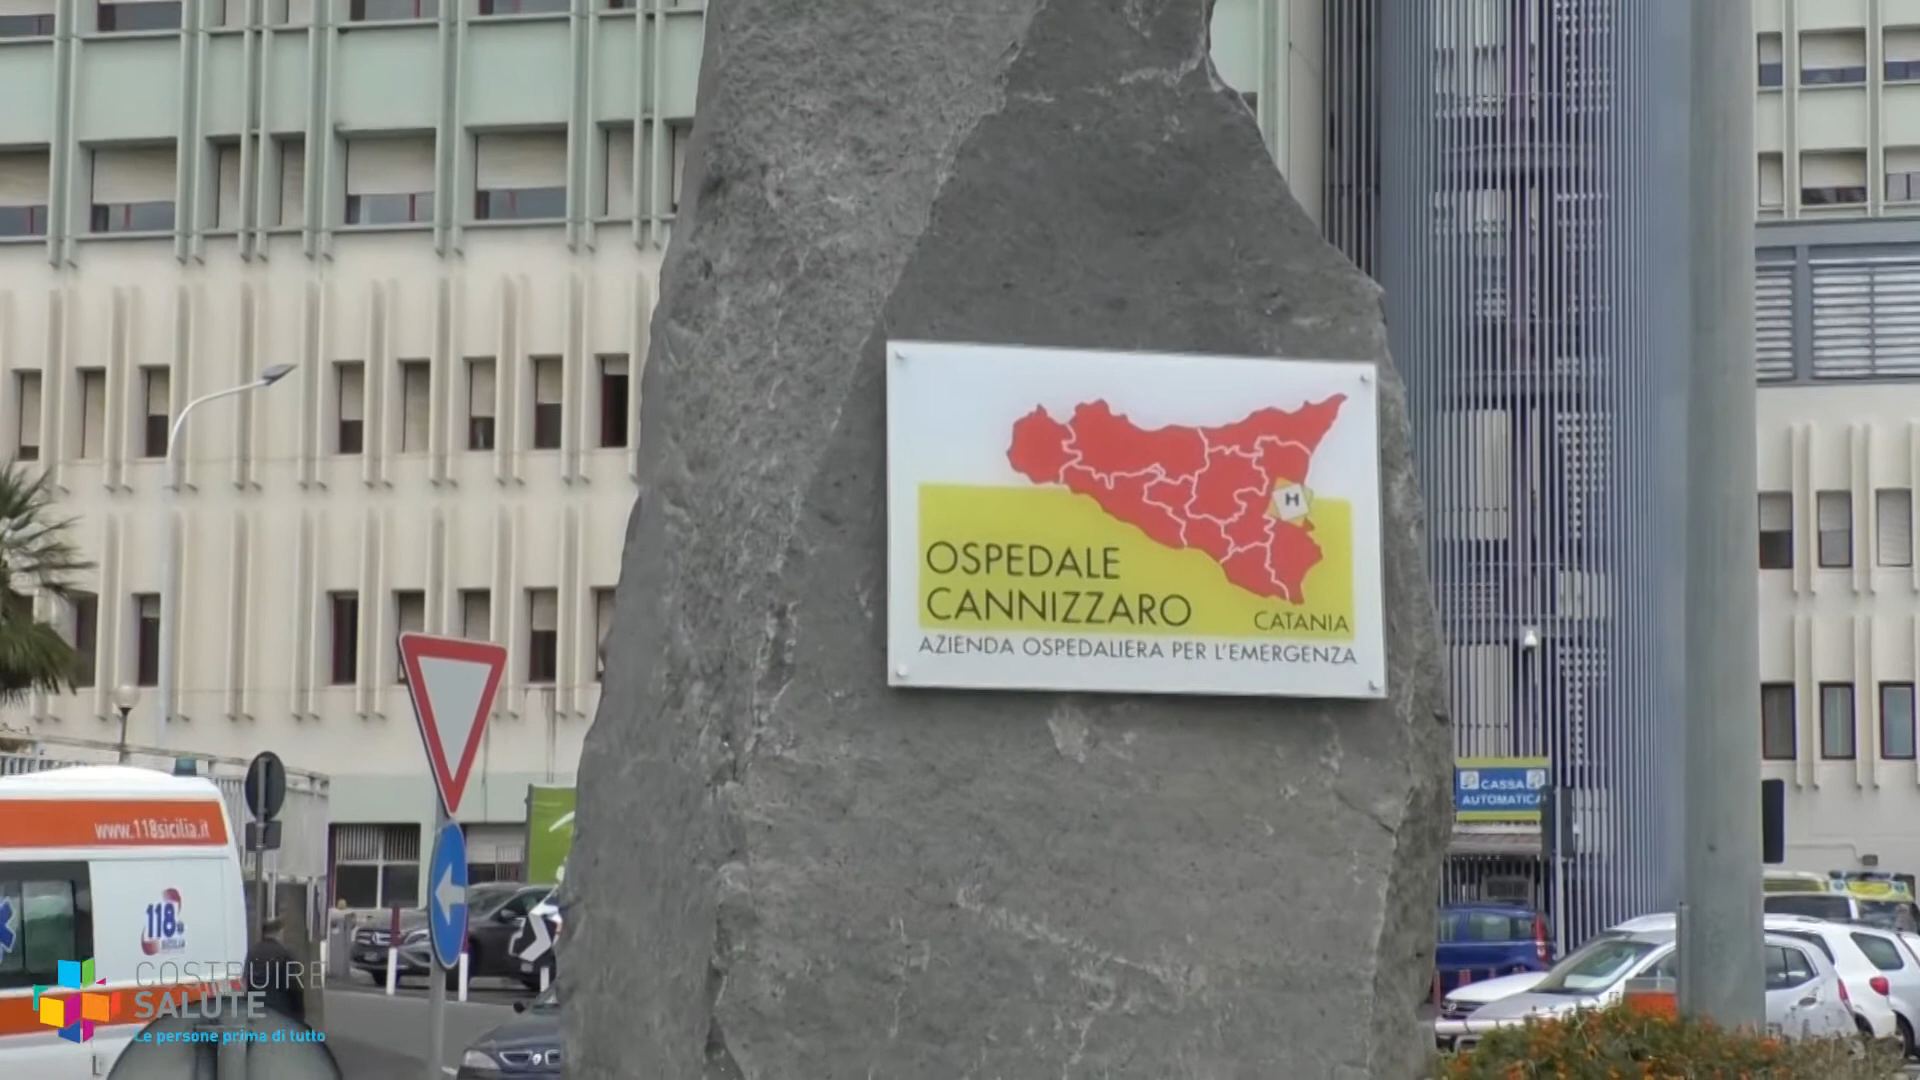 H
OSPEDALE
CANNIZZARO
CATANIA
AZIENDA OSPEDALIERA PER L'EMERGENZA
CASSA
AUTOMATICA
www.118sicilia.it
118
SICILIA
COSTRUIRE
SALUTE
Le persone prima di tutto